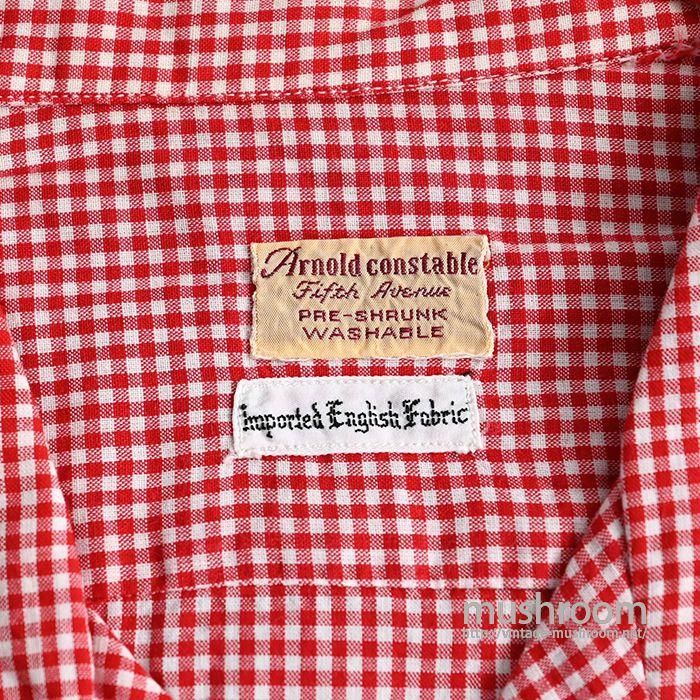 Arnold constable
Fifth Avenue
PRE-SHRUNK
WASHABLE
imported English Fabric
mushroom
http://vintage-mushroom.net/